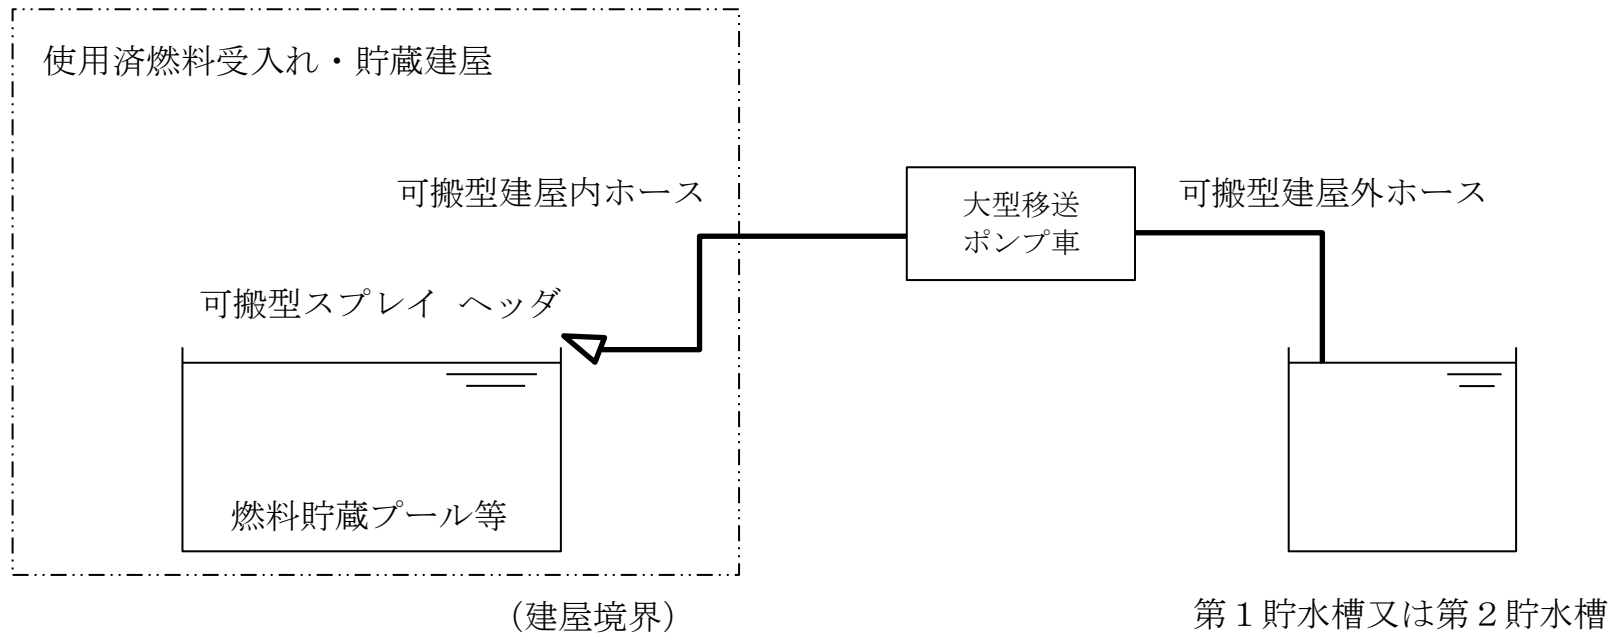 使用済燃料受入れ・貯蔵建屋
可搬型建屋内ホース
大型移送
ポンプ車
可搬型建屋外ホース
可搬型スプレイ ヘッダ
燃料貯蔵プール等
(建屋境界)
第1貯水槽又は第2貯水槽